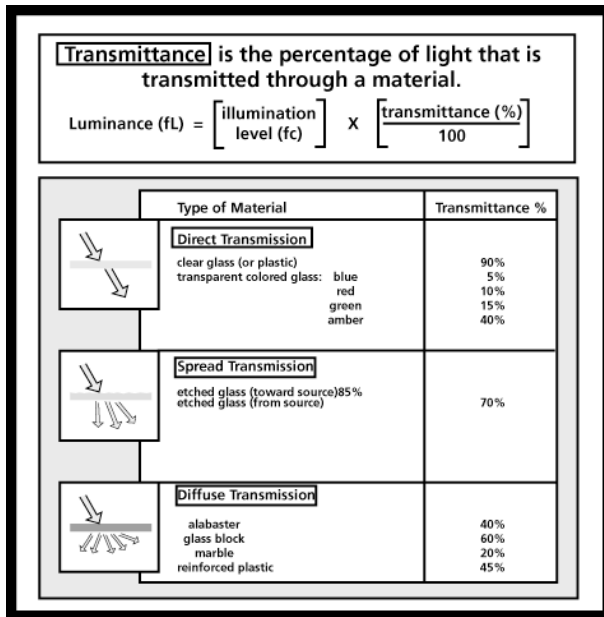 Transmittance is the percentage of light that is
transmitted through a material.
Luminance (fL) = [illumination level (fc)] X [transmittance (%) / 100]
Type of Material Transmittance %
Direct Transmission
clear glass (or plastic) 90%
transparent colored glass: blue 5%
red 10%
green 15%
amber 40%
Spread Transmission
etched glass (toward source)85%
etched glass (from source) 70%
Diffuse Transmission
alabaster 40%
glass block 60%
marble 20%
reinforced plastic 45%